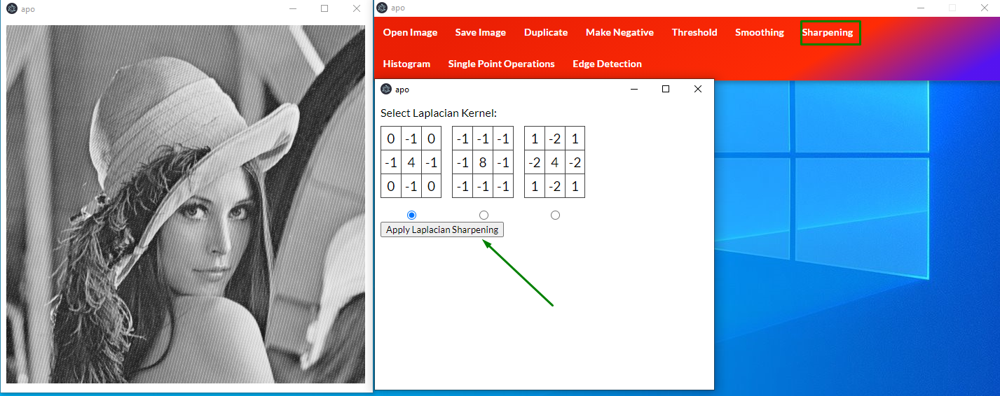 apo
apo
Open Image Save Image Duplicate Make Negative Threshold Smoothing Sharpening
Histogram Single Point Operations Edge Detection
apo
Select Laplacian Kernel:
0 -1 0 -1 -1 -1 1 -2 1
-1 4 -1 -1 8 -1 -2 4 -2
0 -1 0 -1 -1 -1 1 -2 1
Apply Laplacian Sharpening